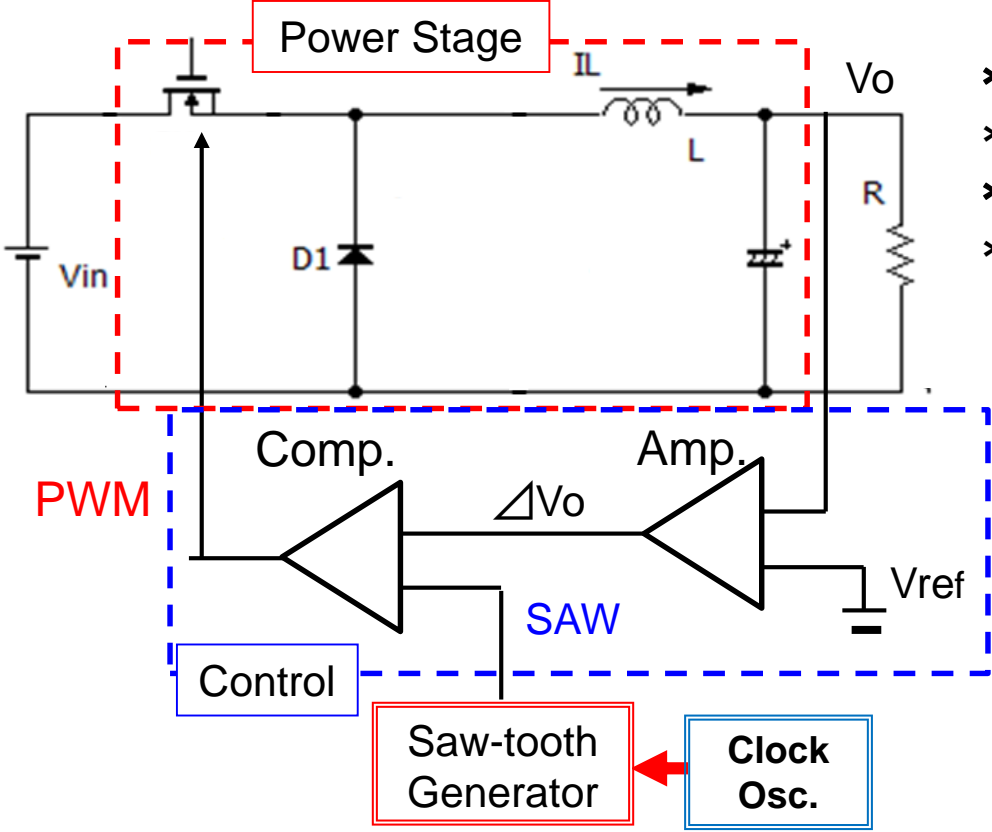 Power Stage
IL
Vo
L
R
D1
+
Vin
Comp.
Amp.
PWM
⊿Vo
Vref
SAW
Control
Saw-tooth
Generator
Clock
Osc.